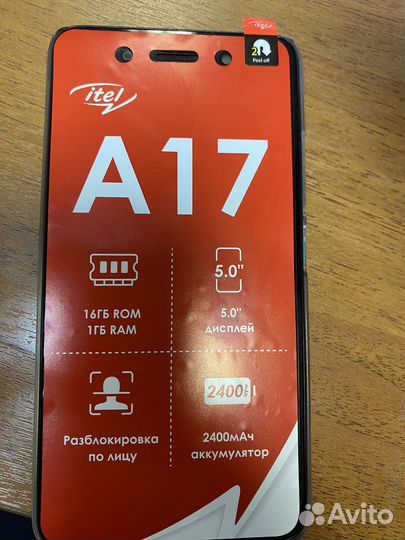 itel
2
Peel off
itel
A17
16ГБ ROM
1ГБ RAM
5.0"
5.0"
дисплей
Разблокировка
по лицу
2400
2400мАч
аккумулятор
Avito